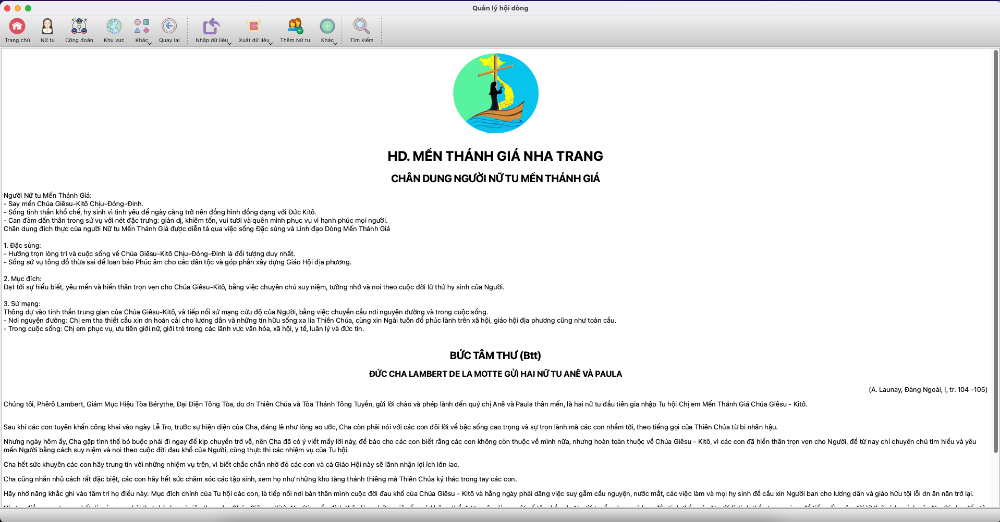 Quản lý hội dòng
Trang chủ
Nữ tu
Cộng đoàn
Khu vực
Khác
Quay lại
Nhập dữ liệu
Xuất dữ liệu
Thêm Nữ tu
Khác
Tìm kiếm
HD. MẾN THÁNH GIÁ NHA TRANG
CHÂN DUNG NGƯỜI NỮ TU MẾN THÁNH GIÁ
Người Nữ tu Mến Thánh Giá:
- Say mến Chúa Giêsu-Kitô Chịu-Đóng-Đinh.
- Sống tinh thần khổ chế, hy sinh vì tình yêu để ngày càng trở nên đồng hình đồng dạng với Đức Kitô.
- Can đảm dấn thân trong sứ vụ với nét đặc trưng: giản dị, khiêm tốn, vui tươi và quên mình phục vụ vì hạnh phúc mọi người.
Chân dung đích thực của người Nữ tu Mến Thánh Giá được diễn tả qua việc sống Đặc sủng và Linh đạo Dòng Mến Thánh Giá
1. Đặc sủng:
- Hướng trọn lòng trí và cuộc sống về Chúa Giêsu-Kitô Chịu-Đóng-Đinh là đối tượng duy nhất.
- Sống sứ vụ tông đồ thừa sai để loan báo Phúc âm cho các dân tộc và góp phần xây dựng Giáo Hội địa phương.
2. Mục đích:
Đạt tới sự hiểu biết, yêu mến và hiến thân trọn vẹn cho Chúa Giêsu-Kitô, bằng việc chuyên chú suy niệm, tưởng nhớ và noi theo cuộc đời lữ thứ hy sinh của Người.
3. Sứ mạng:
Thông dự vào tinh thần trung gian của Chúa Giêsu-Kitô, và tiếp nối sứ mạng cứu độ của Người, bằng việc chuyển cầu nơi nguyện đường và trong cuộc sống.
- Nơi nguyện đường: Chị em tha thiết cầu xin ơn hoán cải cho lương dân và những tín hữu sống xa lìa Thiên Chúa, cùng xin Ngài tuôn đổ phúc lành trên xã hội, giáo hội địa phương cũng như toàn cầu.
- Trong cuộc sống: Chị em phục vụ, ưu tiên giới nữ, giới trẻ trong các lãnh vực văn hóa, xã hội, y tế, luân lý và đức tin.
BỨC TÂM THƯ (Btt)
ĐỨC CHA LAMBERT DE LA MOTTE GỬI HAI NỮ TU ANÊ VÀ PAULA
(A. Launay, Đàng Ngoài, I, tr. 104 -105)
Chúng tôi, Phêrô Lambert, Giám Mục Hiệu Tòa Bérythe, Đại Diện Tông Tòa, do ơn Thiên Chúa và Tòa Thánh Tông Tuyền, gửi lời chào và phép lành đến quý chị Anê và Paula thân mến, là hai nữ tu đầu tiên gia nhập Tu hội Chị em Mến Thánh Giá Chúa Giêsu - Kitô.
Sau khi các con tuyên khấn công khai vào ngày Lễ Tro, trước sự hiện diện của Cha, đáng lẽ như lòng ao ước, Cha còn phải nói với các con đôi lời về bậc sống cao trọng và sự trọn lành mà các con nhắm tới, theo tiếng gọi của Thiên Chúa từ bi nhân hậu.
Nhưng ngày hôm ấy, Cha gặp tình thế bó buộc phải đi ngay để kịp chuyến trở về, nên Cha đã có ý viết mấy lời này, để bảo cho các con biết rằng các con không còn thuộc về mình nữa, nhưng hoàn toàn thuộc về Chúa Giêsu - Kitô, vì các con đã hiến thân trọn vẹn cho Người, để từ nay chỉ chuyên chú tìm hiểu và yêu
mến Người bằng cách suy niệm và noi theo cuộc đời đau khổ của Người, cùng thực thi các nhiệm vụ của Tu hội.
Cha hết sức khuyên các con hãy trung tín với những nhiệm vụ trên, vì biết chắc chắn nhờ đó các con và cả Giáo Hội này sẽ lãnh nhận lợi ích lớn lao.
Cha cũng nhắn nhủ cách rất đặc biệt, các con hãy hết sức chăm sóc các tập sinh, xem họ như những kho tàng thánh thiêng mà Thiên Chúa ký thác trong tay các con.
Hãy nhớ năng khắc ghi vào tâm trí họ điều này: Mục đích chính của Tu hội các con, là tiếp nối nơi bản thân mình cuộc đời đau khổ của Chúa Giêsu - Kitô và hằng ngày phải dâng việc suy gẫm cầu nguyện, nước mắt, các việc làm và mọi hy sinh để cầu xin Người ban cho lương dân và giáo hữu tội lỗi ơn ăn năn trở lại.